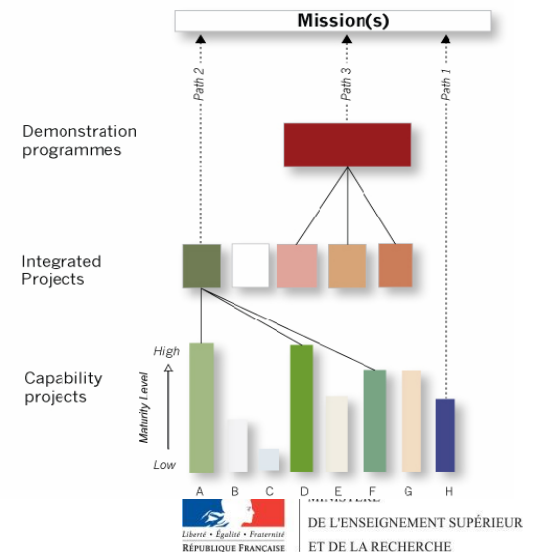 Mission(s)
Path 2
Path 3
Path 1
Demonstration
programmes
Integrated
Projects
High
Capability
projects
Maturity Level
Low
A B C D E F G H
MINISTÈRE
DE L'ENSEIGNEMENT SUPÉRIEUR
ET DE LA RECHERCHE
Liberté • Égalité • Fraternité
RÉPUBLIQUE FRANÇAISE